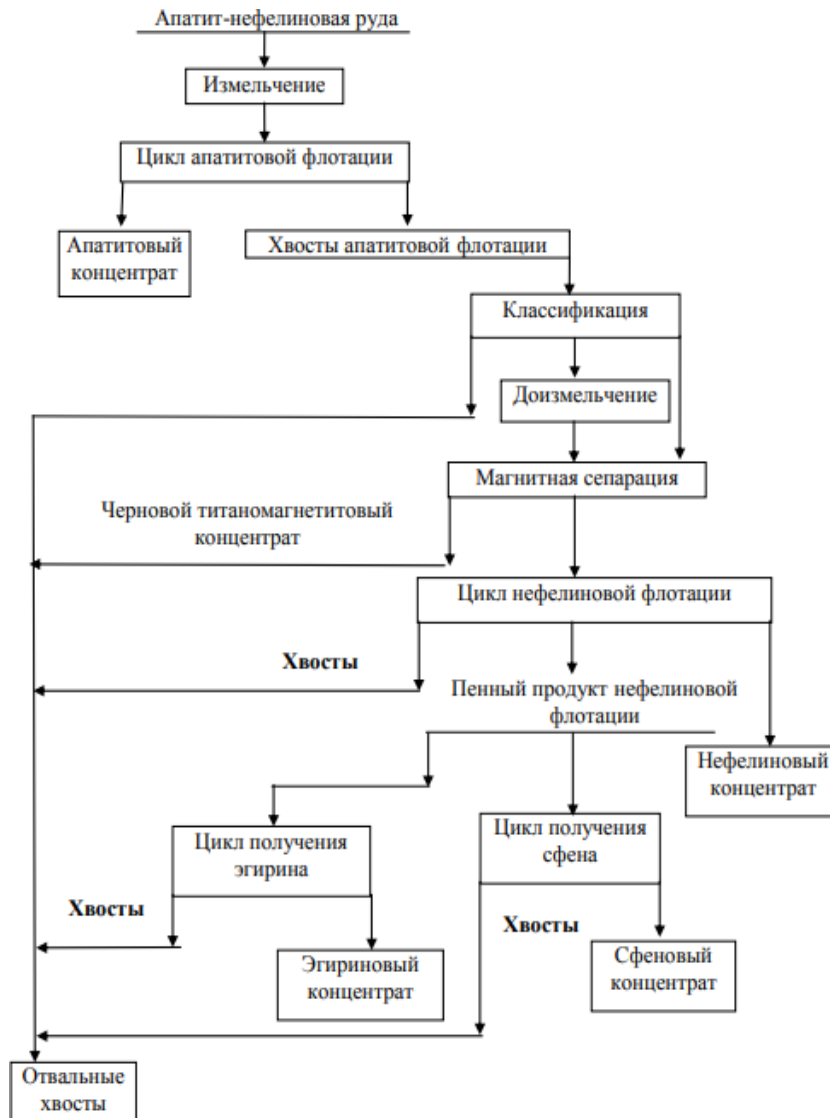 Апатит-нефелиновая руда
Измельчение
Цикл апатитовой флотации
Апатитовый
концентрат
Хвосты апатитовой флотации
Классификация
Доизмельчение
Магнитная сепарация
Черновой титаномагнетитовый
концентрат
Цикл нефелиновой флотации
Хвосты
Пенный продукт нефелиновой
флотации
Нефелиновый
концентрат
Цикл получения
эгирина
Цикл получения
сфена
Хвосты
Хвосты
Эгириновый
концентрат
Сфеновый
концентрат
Отвальные
хвосты